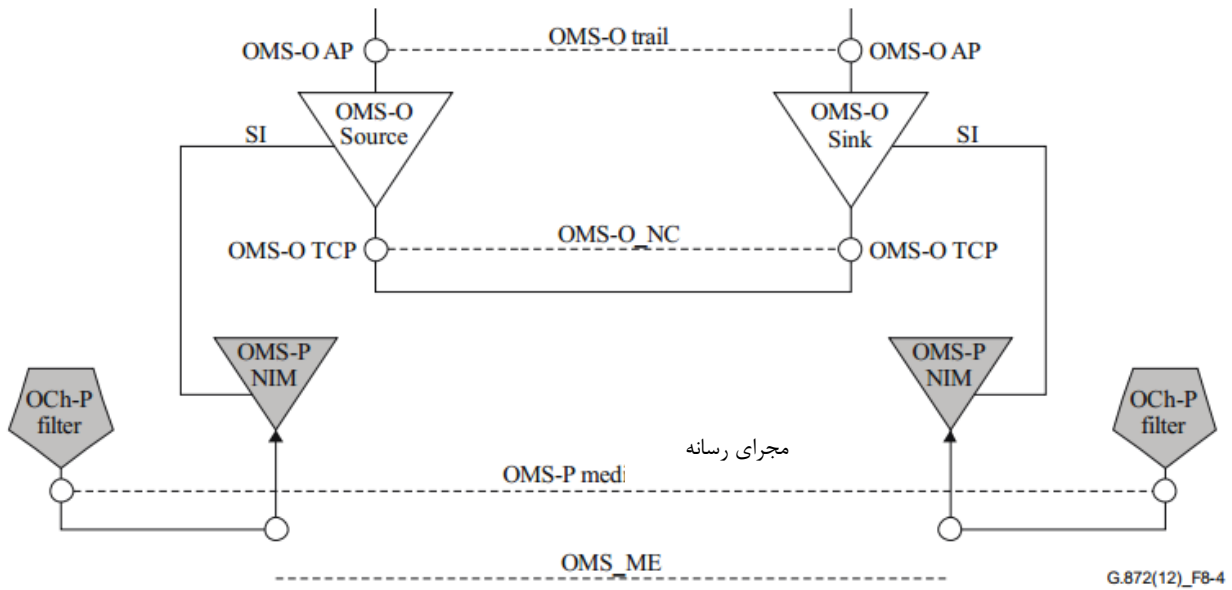 OMS-O trail
OMS-O AP
OMS-O AP
OMS-O
Source
OMS-O
Sink
SI
SI
OMS-O_NC
OMS-O TCP
OMS-O TCP
OMS-P
NIM
OMS-P
NIM
OCh-P
filter
OCh-P
filter
مجرای رسانه
OMS-P medi
OMS_ME
G.872(12)_F8-4